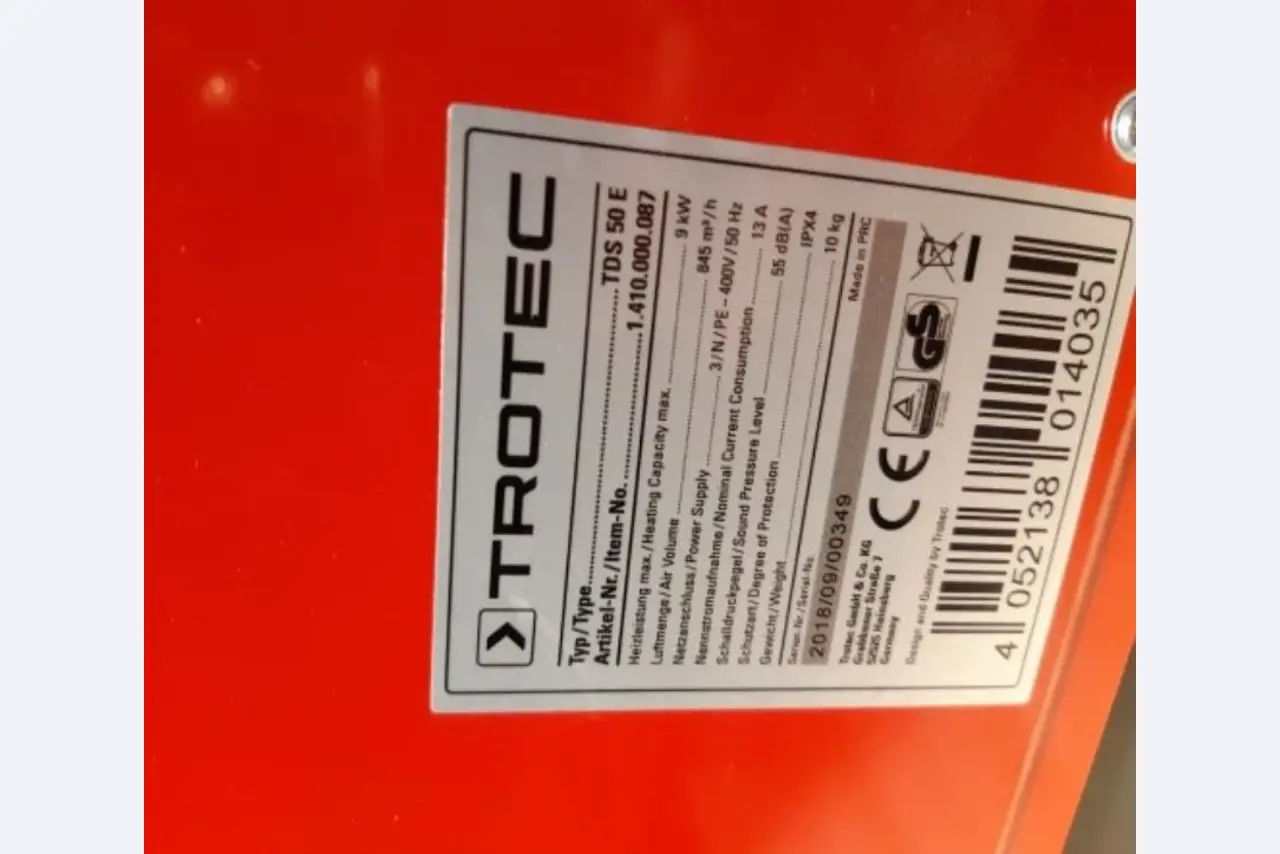 TROTEC
Typ/Type........TDS 50 E
Artikel-Nr./Item-No.........1.410.000.087
Heizleistung max./Heating Capacity max.........9 kW
Luftmenge/Air Volume........845 m³/h
Netzanschluss/Power Supply........3/N/PE ~ 400V/50 Hz
Nennstromaufnahme/Nominal Current Consumption........13 A
Schalldruckpegel/Sound Pressure Level........55 dB(A)
Schutzart/Degree of Protection........IPX4
Gewicht/Weight........10 kg
Serien-Nr./Serial-No. Made in PRC
2018/09/00349
Trotec GmbH & Co. KG
Grebbener Straße 7
52525 Heinsberg
Germany
CE
GS
Design and Quality by Trotec
4 052138 014035